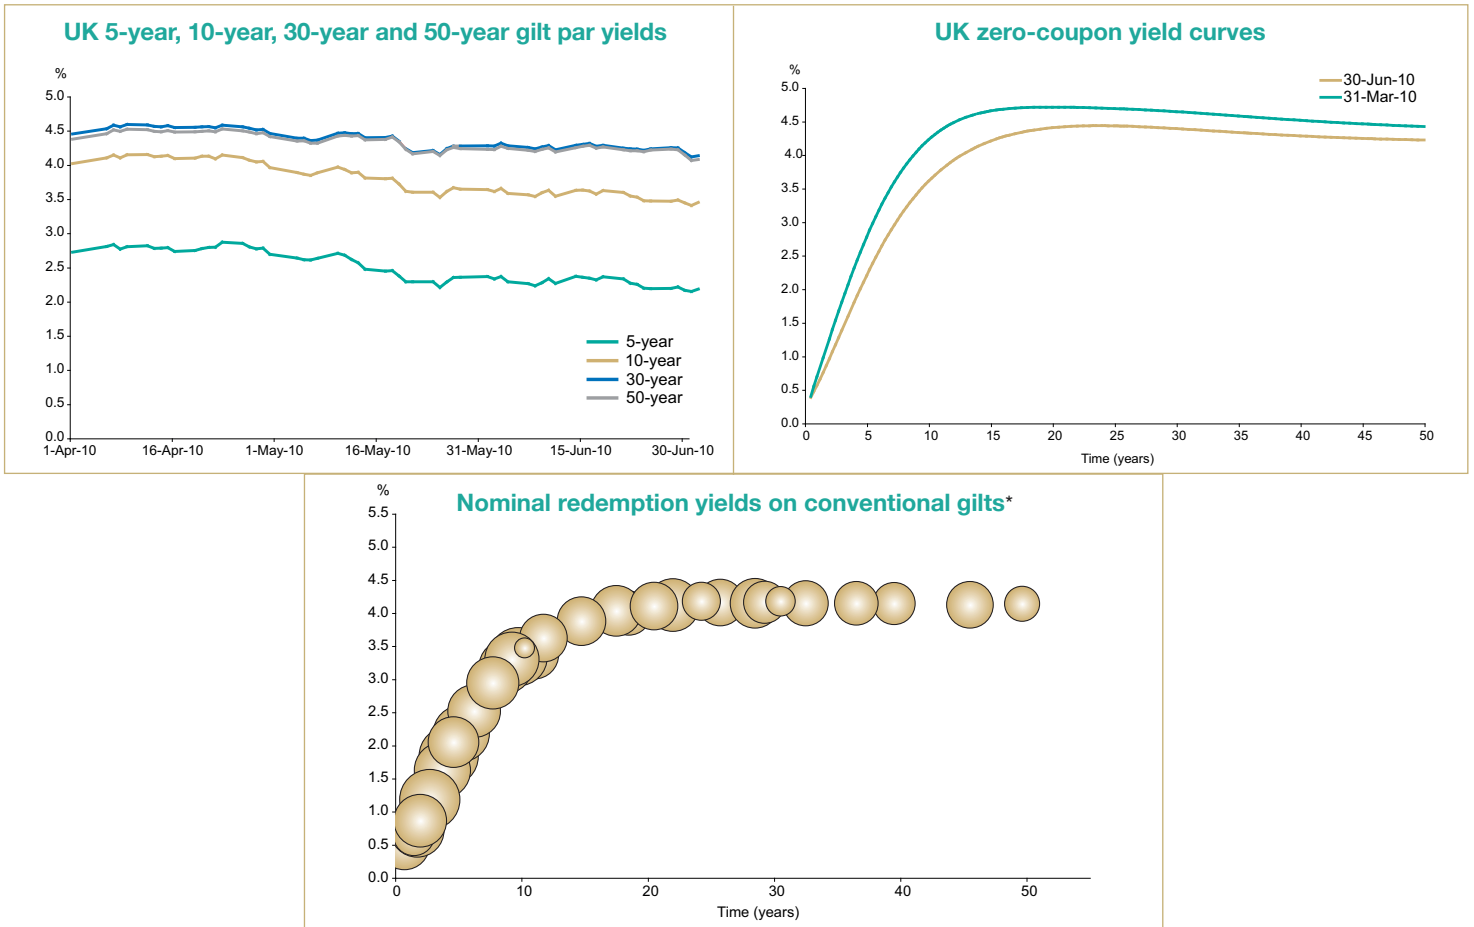 UK 5-year, 10-year, 30-year and 50-year gilt par yields
%
5.0
4.5
4.0
3.5
3.0
2.5
2.0
1.5
1.0
0.5
0.0
5-year
10-year
30-year
50-year
1-Apr-10 16-Apr-10 1-May-10 16-May-10 31-May-10 15-Jun-10 30-Jun-10
UK zero-coupon yield curves
%
5.0
4.5
4.0
3.5
3.0
2.5
2.0
1.5
1.0
0.5
0.0
30-Jun-10
31-Mar-10
0 5 10 15 20 25 30 35 40 45 50
Time (years)
Nominal redemption yields on conventional gilts*
%
5.5
5.0
4.5
4.0
3.5
3.0
2.5
2.0
1.5
1.0
0.5
0.0
0 10 20 30 40 50
Time (years)